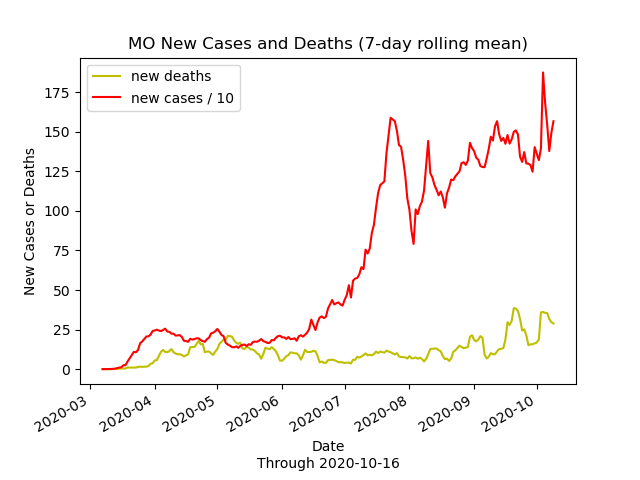 MO New Cases and Deaths (7-day rolling mean)
new deaths
new cases / 10
175
150
125
100
75
50
25
0
New Cases or Deaths
2020-03
2020-04
2020-05
2020-06
2020-07
2020-08
2020-09
2020-10
Date
Through 2020-10-16